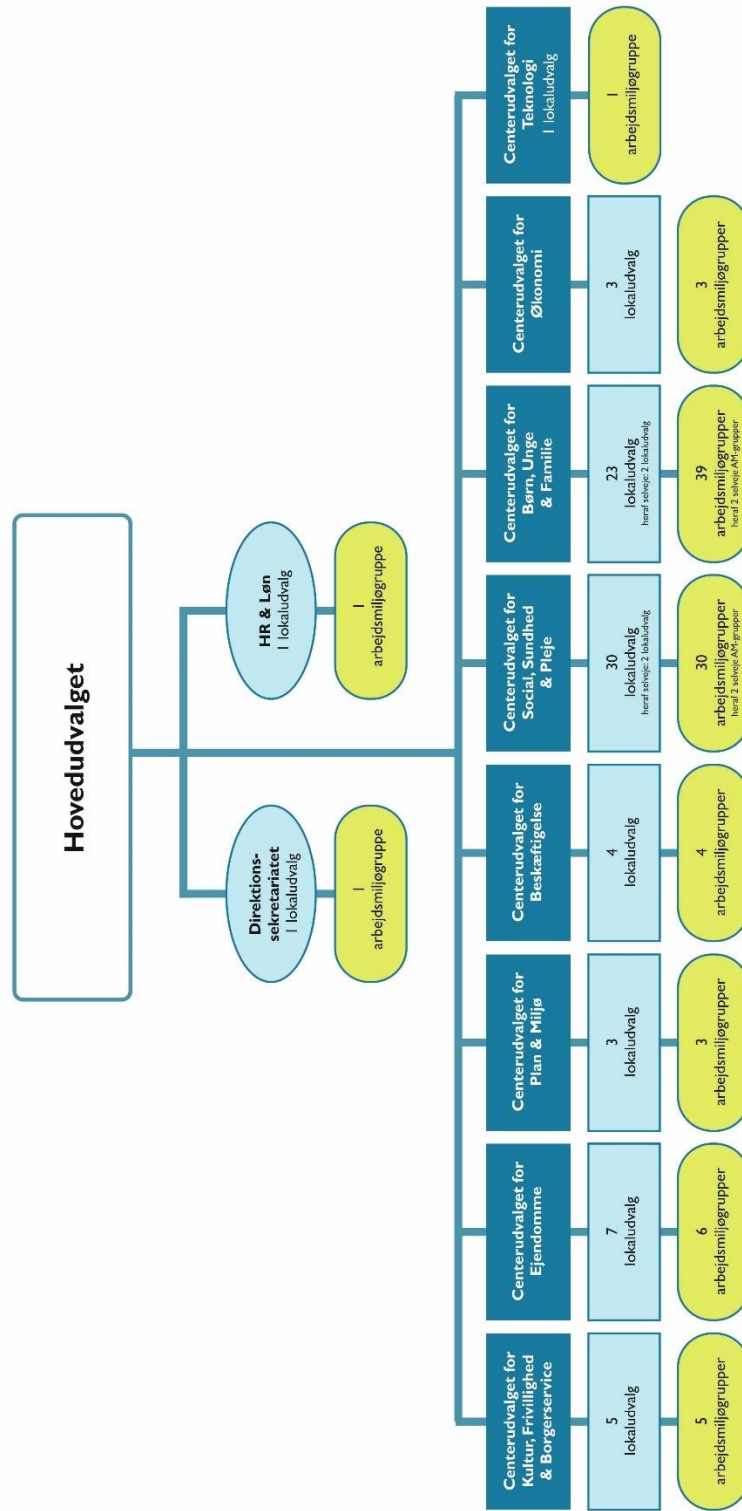 Hovedudvalget
Direktions-
sekretariatet
1 lokaludvalg
1
arbejdsmiljøgruppe
HR & Løn
1 lokaludvalg
1
arbejdsmiljøgruppe
Centerudvalget for
Kultur, Frivillighed
& Borgerservice
5
lokaludvalg
5
arbejdsmiljøgrupper
Centerudvalget for
Ejendomme
7
lokaludvalg
6
arbejdsmiljøgrupper
Centerudvalget for
Plan & Miljø
3
lokaludvalg
3
arbejdsmiljøgrupper
Centerudvalget for
Beskæftigelse
4
lokaludvalg
4
arbejdsmiljøgrupper
Centerudvalget for
Social, Sundhed
& Pleje
30
lokaludvalg
heraf selveje: 2 lokaludvalg
30
arbejdsmiljøgrupper
heraf 2 selveje AM-grupper
Centerudvalget for
Børn, Unge
& Familie
23
lokaludvalg
heraf selveje: 2 lokaludvalg
39
arbejdsmiljøgrupper
heraf 2 selveje AM-grupper
Centerudvalget for
Økonomi
3
lokaludvalg
3
arbejdsmiljøgrupper
Centerudvalget for
Teknologi
1 lokaludvalg
1
arbejdsmiljøgruppe